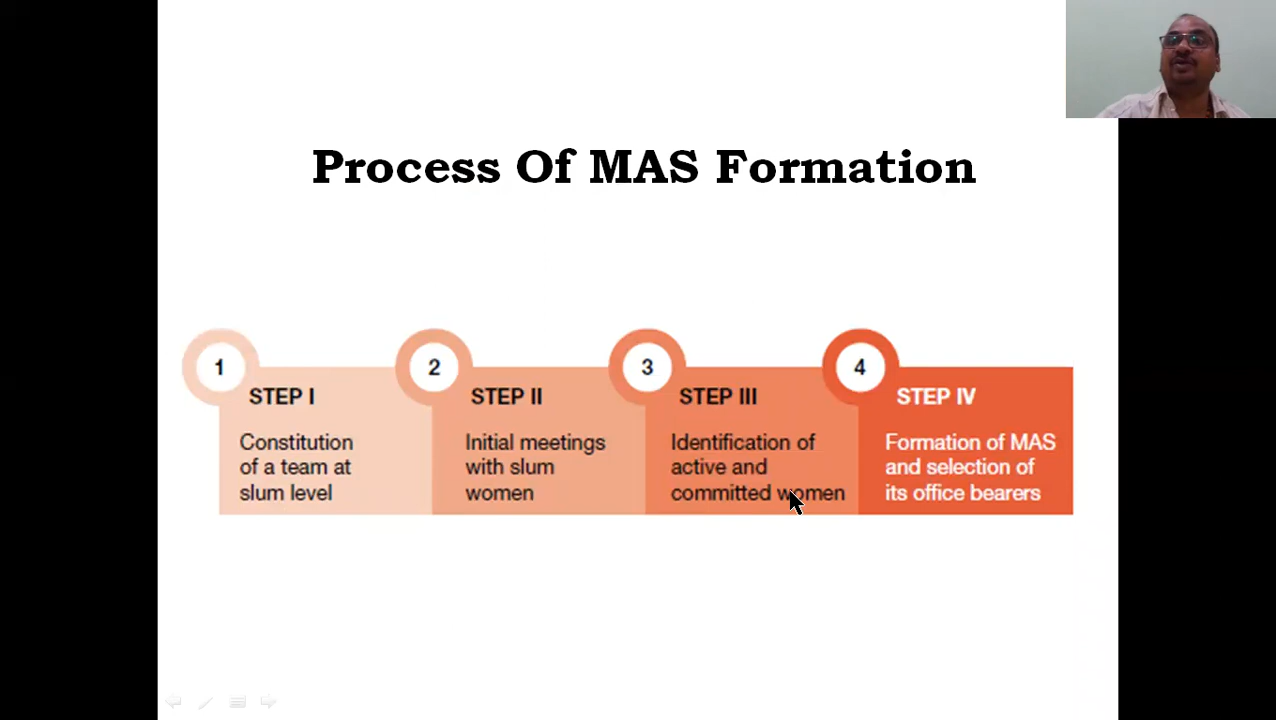 Process Of MAS Formation
1
STEP I
Constitution
of a team at
slum level
2
STEP II
Initial meetings
with slum
women
3
STEP III
Identification of
active and
committed women
4
STEP IV
Formation of MAS
and selection of
its office bearers